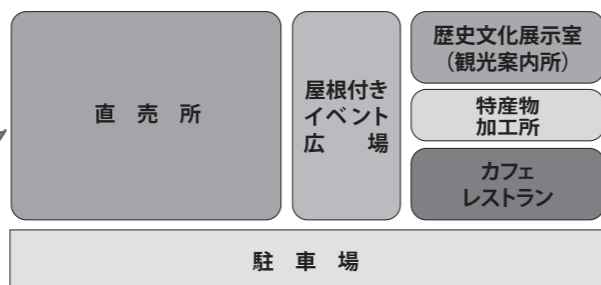 直売所
屋根付き
イベント
広場
歴史文化展示室
（観光案内所）
特産物
加工所
カフェ
レストラン
駐車場